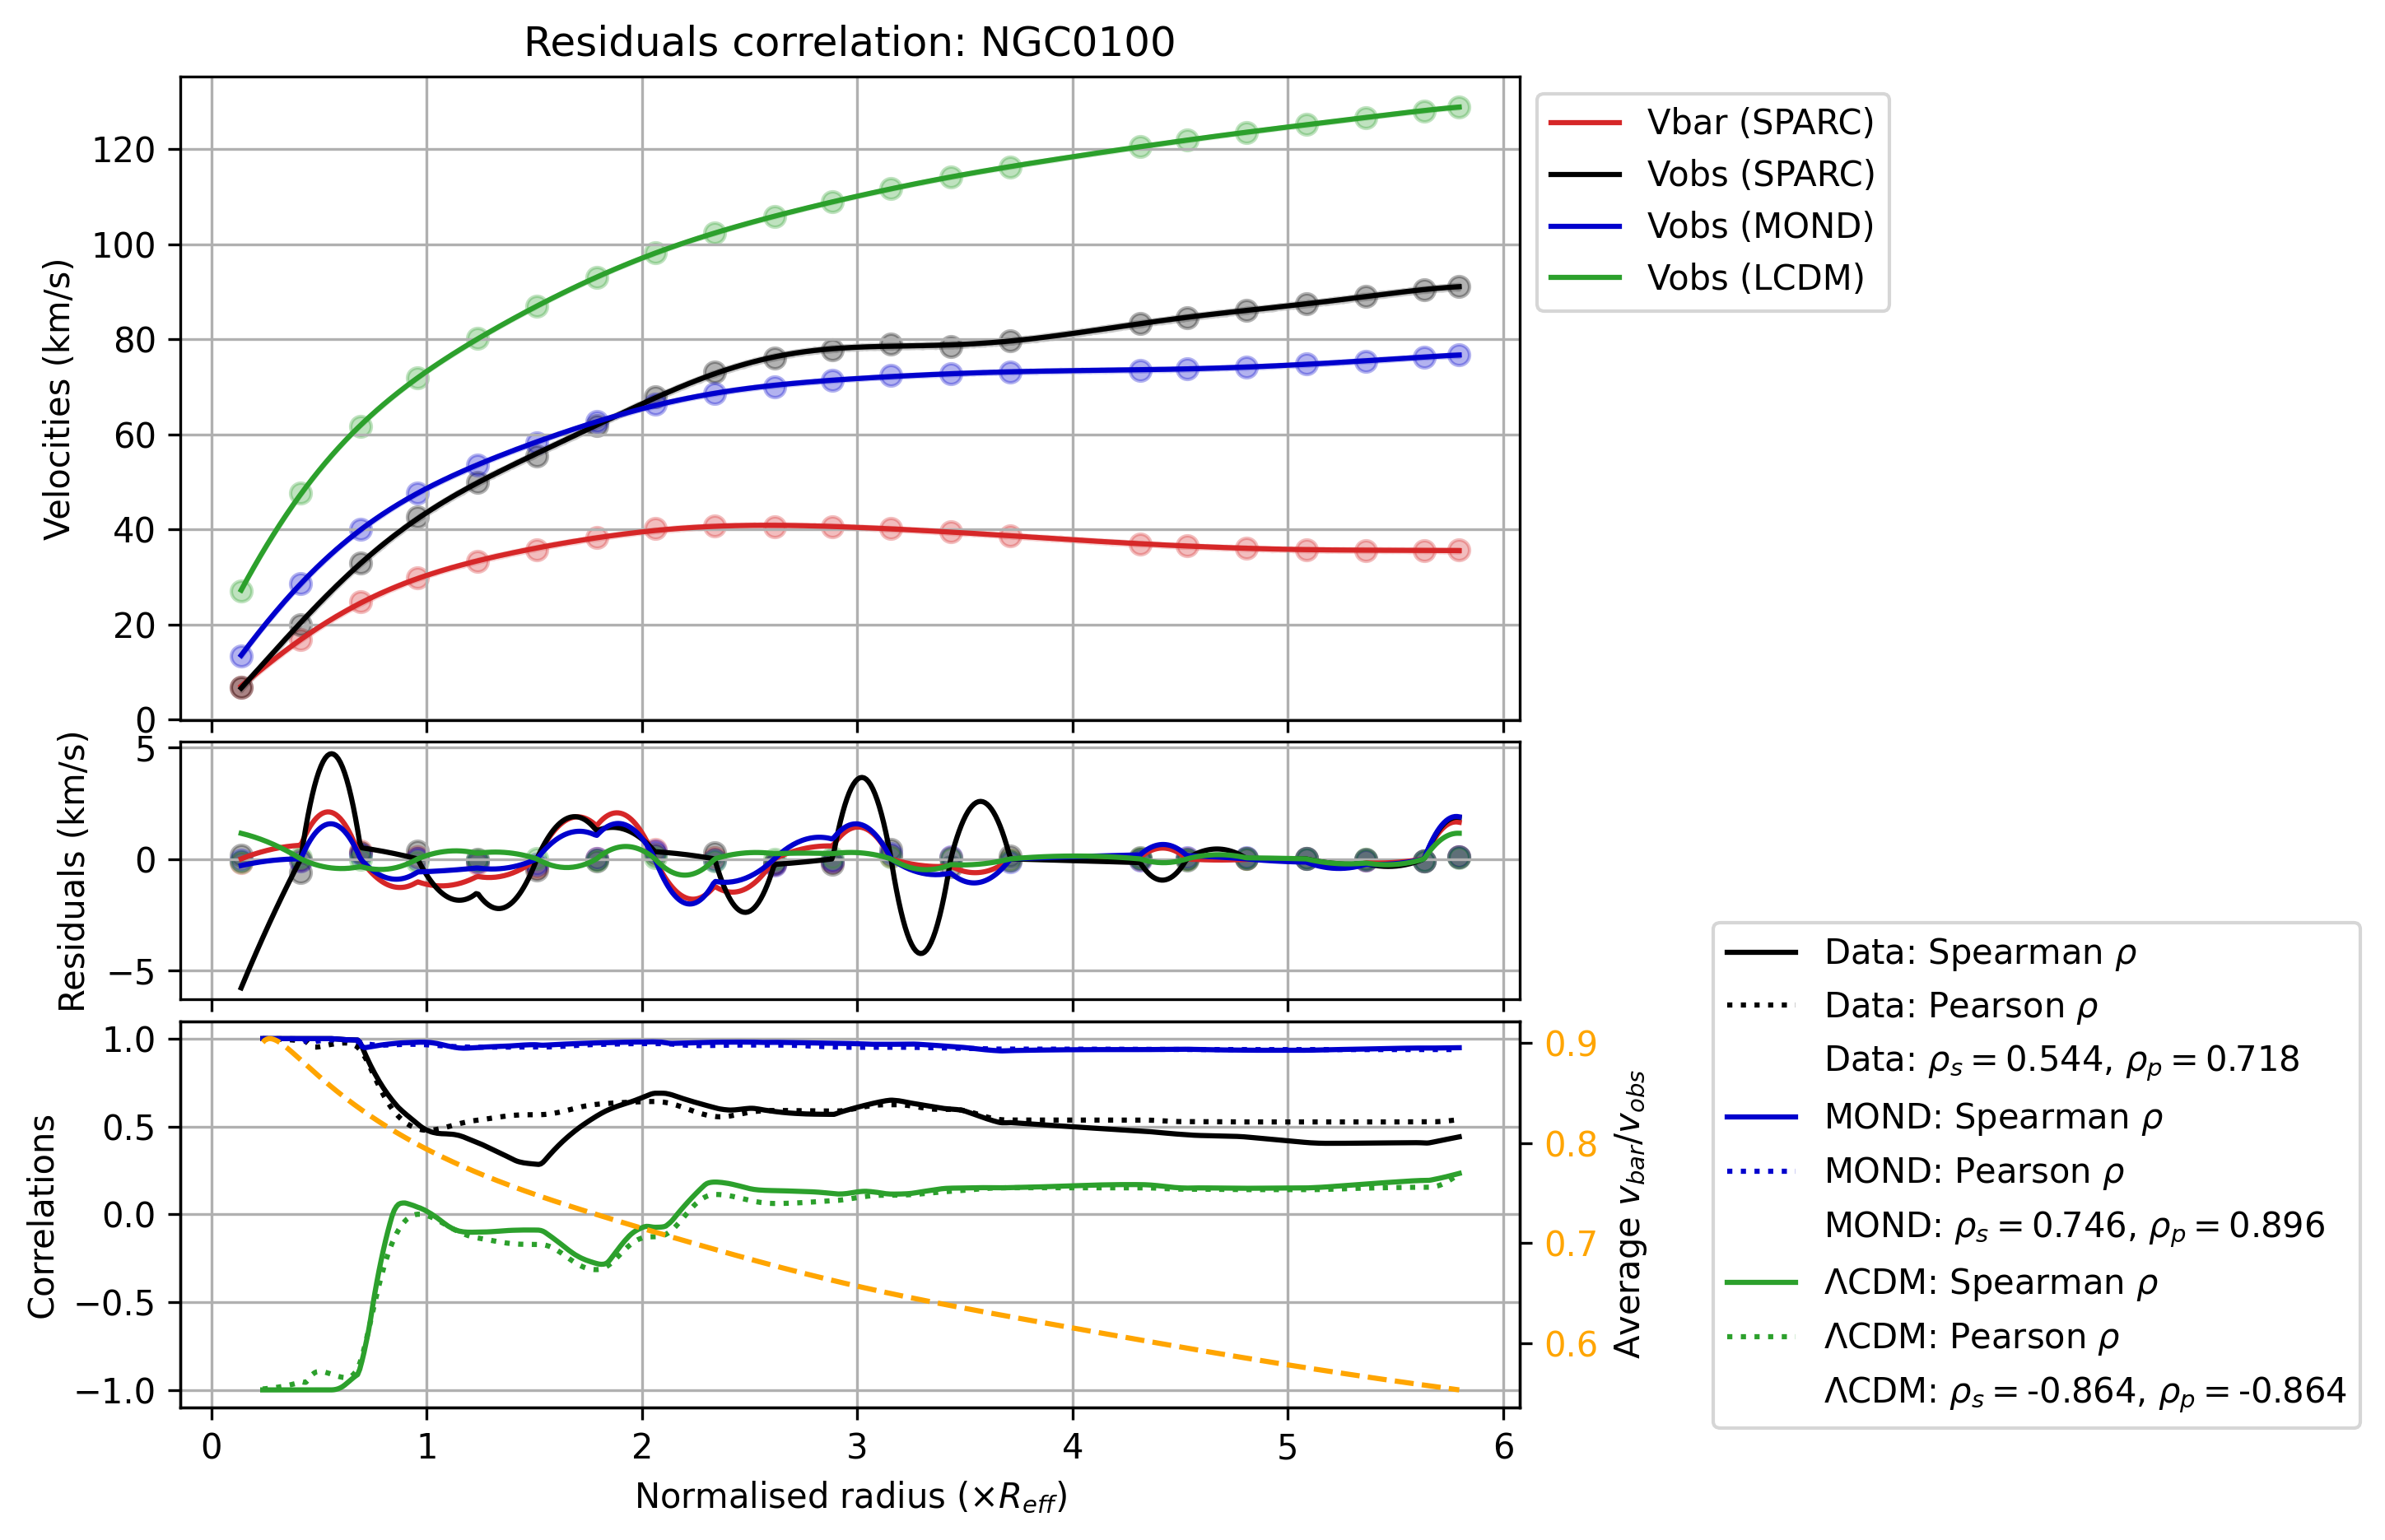 Residuals correlation: NGC0100
Velocities (km/s)
120
100
80
60
40
20
0
Vbar (SPARC)
Vobs (SPARC)
Vobs (MOND)
Vobs (LCDM)
Residuals (km/s)
5
0
−5
Correlations
1.0
0.5
0.0
−0.5
−1.0
0.9
0.8
0.7
0.6
Average v_bar/v_obs
0 1 2 3 4 5 6
Normalised radius (×R_eff)
Data: Spearman ρ
Data: Pearson ρ
Data: ρ_s = 0.544, ρ_p = 0.718
MOND: Spearman ρ
MOND: Pearson ρ
MOND: ρ_s = 0.746, ρ_p = 0.896
ΛCDM: Spearman ρ
ΛCDM: Pearson ρ
ΛCDM: ρ_s = -0.864, ρ_p = -0.864